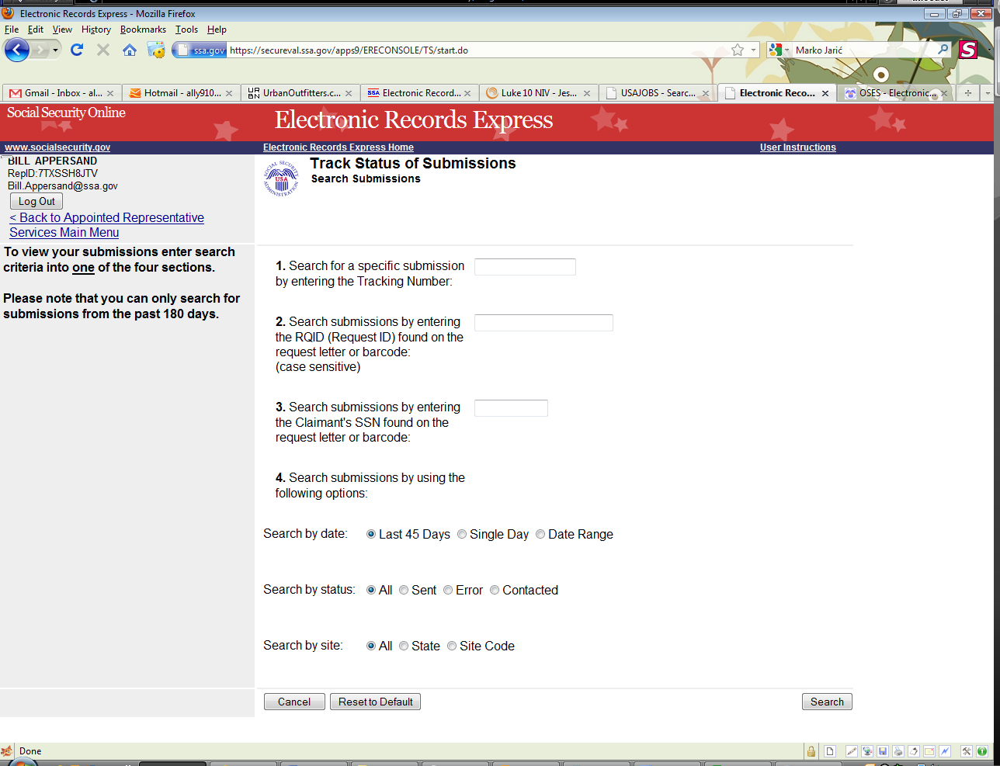 Electronic Records Express - Mozilla Firefox
File Edit View History Bookmarks Tools Help
ssa.gov https://secureval.ssa.gov/apps9/ERECONSOLE/TS/start.do Marko Jarić S
Gmail - Inbox - al... Hotmail - ally910... UR BN UrbanOutfitters.c... SSA Electronic Record... Luke 10 NIV - Jes... USAJOBS - Searc... Electronic Reco... OSES - Electronic...
Social Security Online
Electronic Records Express
www.socialsecurity.gov Electronic Records Express Home User Instructions
BILL APPERSAND
RepID:7TXSSH8JTV
Bill.Appersand@ssa.gov
Log Out
< Back to Appointed Representative
Services Main Menu
SOCIAL SECURITY ADMINISTRATION
USA
Track Status of Submissions
Search Submissions
To view your submissions enter search
criteria into one of the four sections.
Please note that you can only search for
submissions from the past 180 days.
1. Search for a specific submission
by entering the Tracking Number:
2. Search submissions by entering
the RQID (Request ID) found on the
request letter or barcode:
(case sensitive)
3. Search submissions by entering
the Claimant's SSN found on the
request letter or barcode:
4. Search submissions by using the
following options:
Search by date: Last 45 Days Single Day Date Range
Search by status: All Sent Error Contacted
Search by site: All State Site Code
Cancel Reset to Default Search
Done